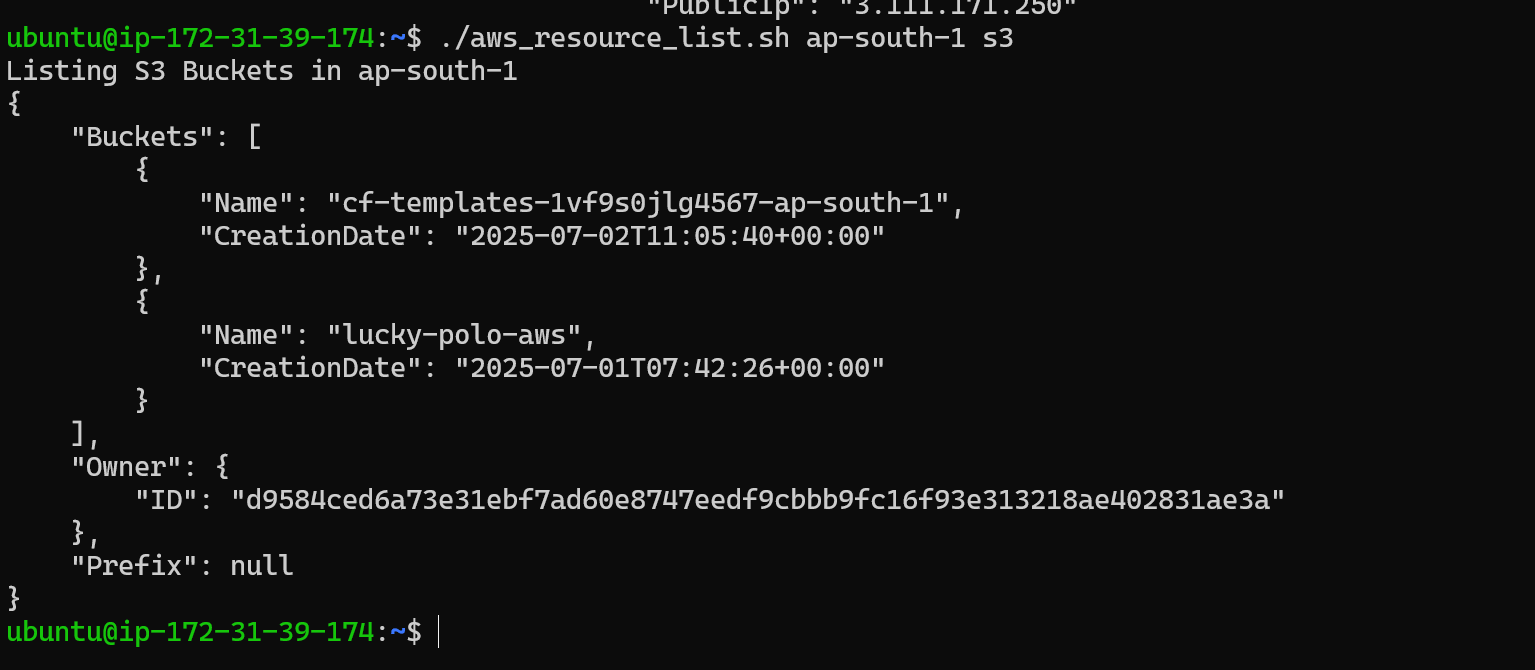 "PublicIp": "3.111.171.250"
ubuntu@ip-172-31-39-174:~$ ./aws_resource_list.sh ap-south-1 s3
Listing S3 Buckets in ap-south-1
{
    "Buckets": [
        {
            "Name": "cf-templates-1vf9s0jlg4567-ap-south-1",
            "CreationDate": "2025-07-02T11:05:40+00:00"
        },
        {
            "Name": "lucky-polo-aws",
            "CreationDate": "2025-07-01T07:42:26+00:00"
        }
    ],
    "Owner": {
        "ID": "d9584ced6a73e31ebf7ad60e8747eedf9cbbb9fc16f93e313218ae402831ae3a"
    },
    "Prefix": null
}
ubuntu@ip-172-31-39-174:~$